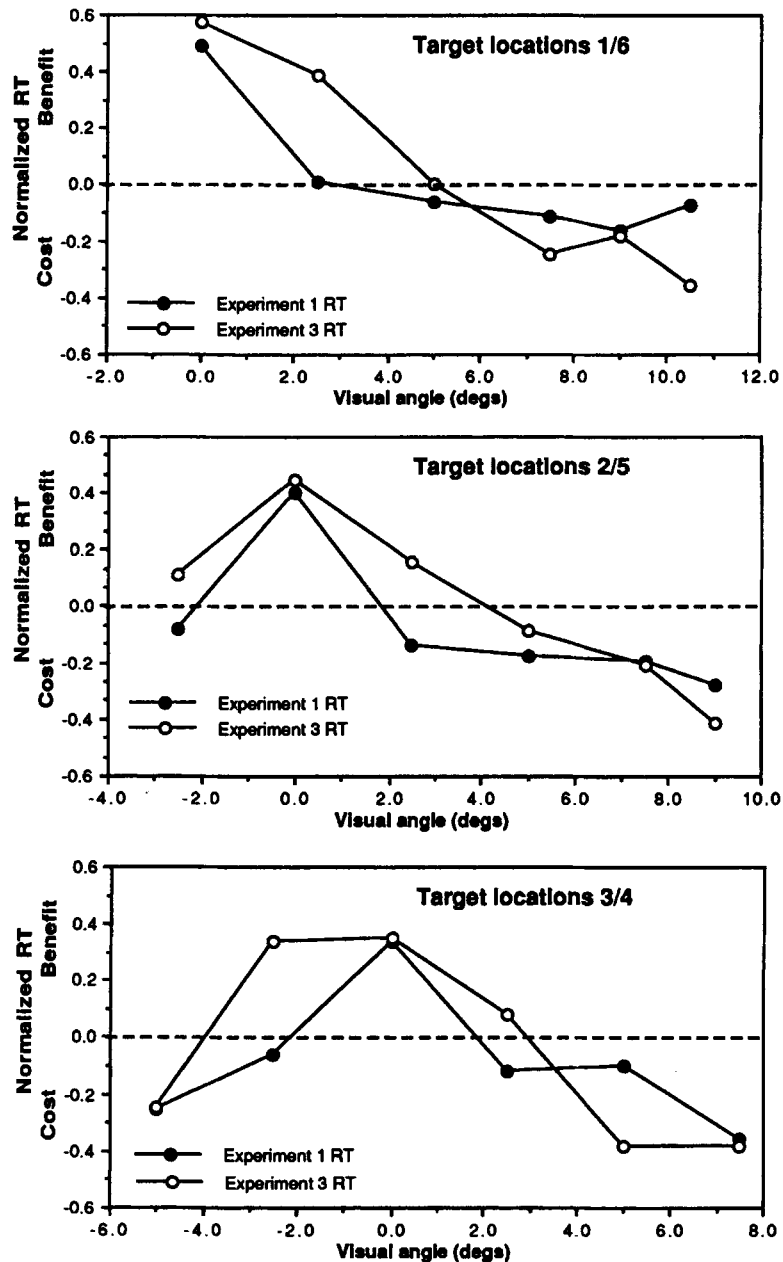 Target locations 1/6
Normalized RT
Cost Benefit
0.6
0.4
0.2
0.0
-0.2
-0.4
-0.6
Experiment 1 RT
Experiment 3 RT
-2.0 0.0 2.0 4.0 6.0 8.0 10.0 12.0
Visual angle (degs)
Target locations 2/5
Normalized RT
Cost Benefit
0.6
0.4
0.2
0.0
-0.2
-0.4
-0.6
Experiment 1 RT
Experiment 3 RT
-4.0 -2.0 0.0 2.0 4.0 6.0 8.0 10.0
Visual angle (degs)
Target locations 3/4
Normalized RT
Cost Benefit
0.6
0.4
0.2
0.0
-0.2
-0.4
-0.6
Experiment 1 RT
Experiment 3 RT
-6.0 -4.0 -2.0 0.0 2.0 4.0 6.0 8.0
Visual angle (degs)